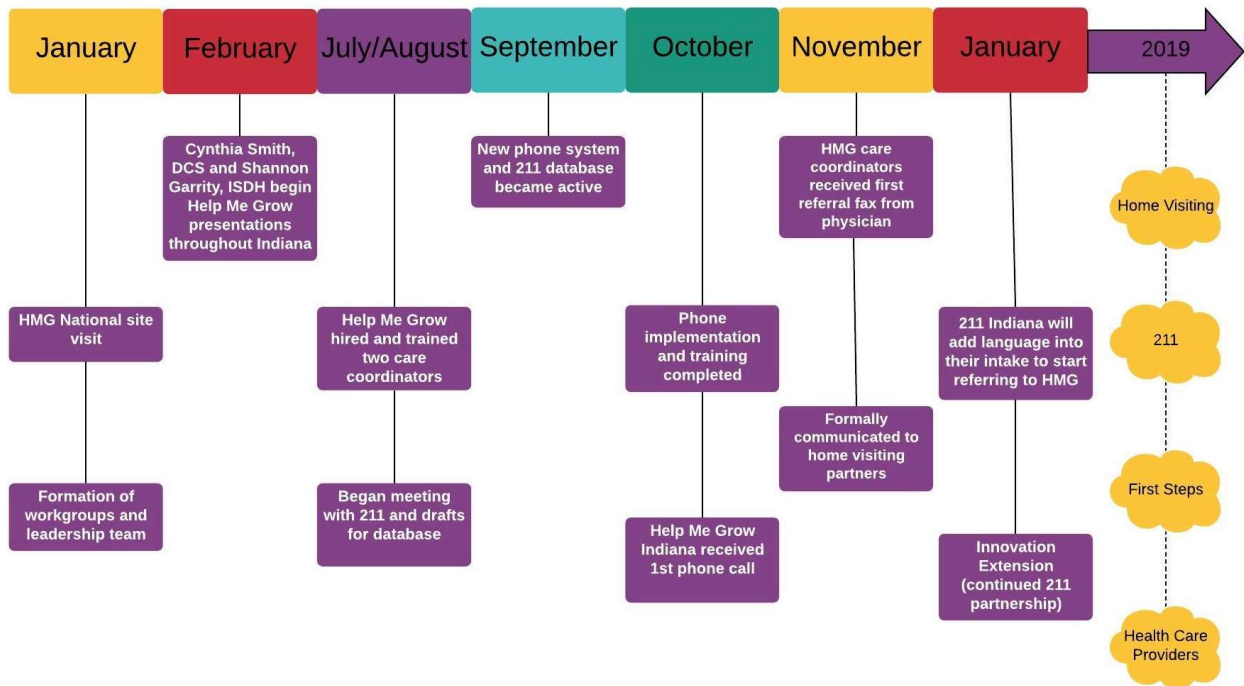 January
February
July/August
September
October
November
January
2019
HMG National site
visit
Formation of
workgroups and
leadership team
Cynthia Smith,
DCS and Shannon
Garrity, ISDH begin
Help Me Grow
presentations
throughout Indiana
Help Me Grow
hired and trained
two care
coordinators
Began meeting
with 211 and drafts
for database
New phone system
and 211 database
became active
Phone
implementation
and training
completed
Help Me Grow
Indiana received
1st phone call
HMG care
coordinators
received first
referral fax from
physician
Formally
communicated to
home visiting
partners
211 Indiana will
add language into
their intake to start
referring to HMG
Innovation
Extension
(continued 211
partnership)
Home Visiting
211
First Steps
Health Care
Providers